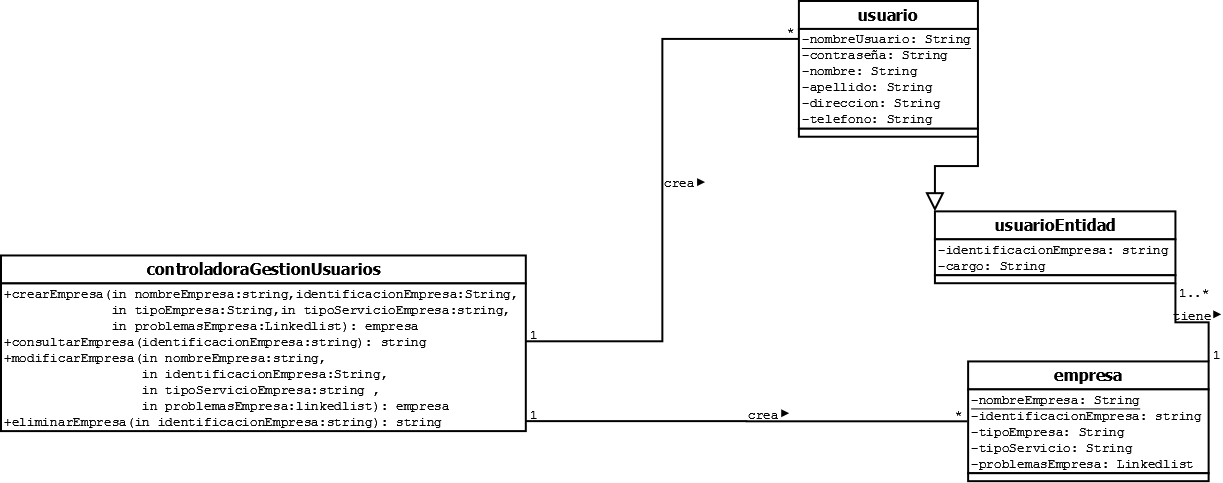 usuario
-nombreUsuario: String
-contraseña: String
-nombre: String
-apellido: String
-direccion: String
-telefono: String
*
crea
usuarioEntidad
-identificacionEmpresa: string
-cargo: String
1..*
tiene
1
controladoraGestionUsuarios
+crearEmpresa(in nombreEmpresa:string,identificacionEmpresa:String,
in tipoEmpresa:String,in tipoServicioEmpresa:string,
in problemasEmpresa:Linkedlist): empresa
+consultarEmpresa(identificacionEmpresa:string): string
+modificarEmpresa(in nombreEmpresa:string,
in identificacionEmpresa:String,
in tipoServicioEmpresa:string ,
in problemasEmpresa:linkedlist): empresa
+eliminarEmpresa(in identificacionEmpresa:string): string
1
1
crea
*
empresa
-nombreEmpresa: String
-identificacionEmpresa: string
-tipoEmpresa: String
-tipoServicio: String
-problemasEmpresa: Linkedlist